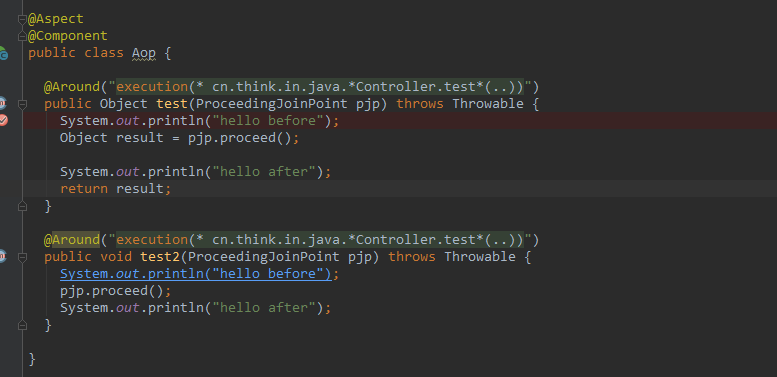 @Aspect
@Component
public class Aop {
@Around("execution(* cn.think.in.java.*Controller.test*(..))")
public Object test(ProceedingJoinPoint pjp) throws Throwable {
System.out.println("hello before");
Object result = pjp.proceed();
System.out.println("hello after");
return result;
}
@Around("execution(* cn.think.in.java.*Controller.test*(..))")
public void test2(ProceedingJoinPoint pjp) throws Throwable {
System.out.println("hello before");
pjp.proceed();
System.out.println("hello after");
}
}